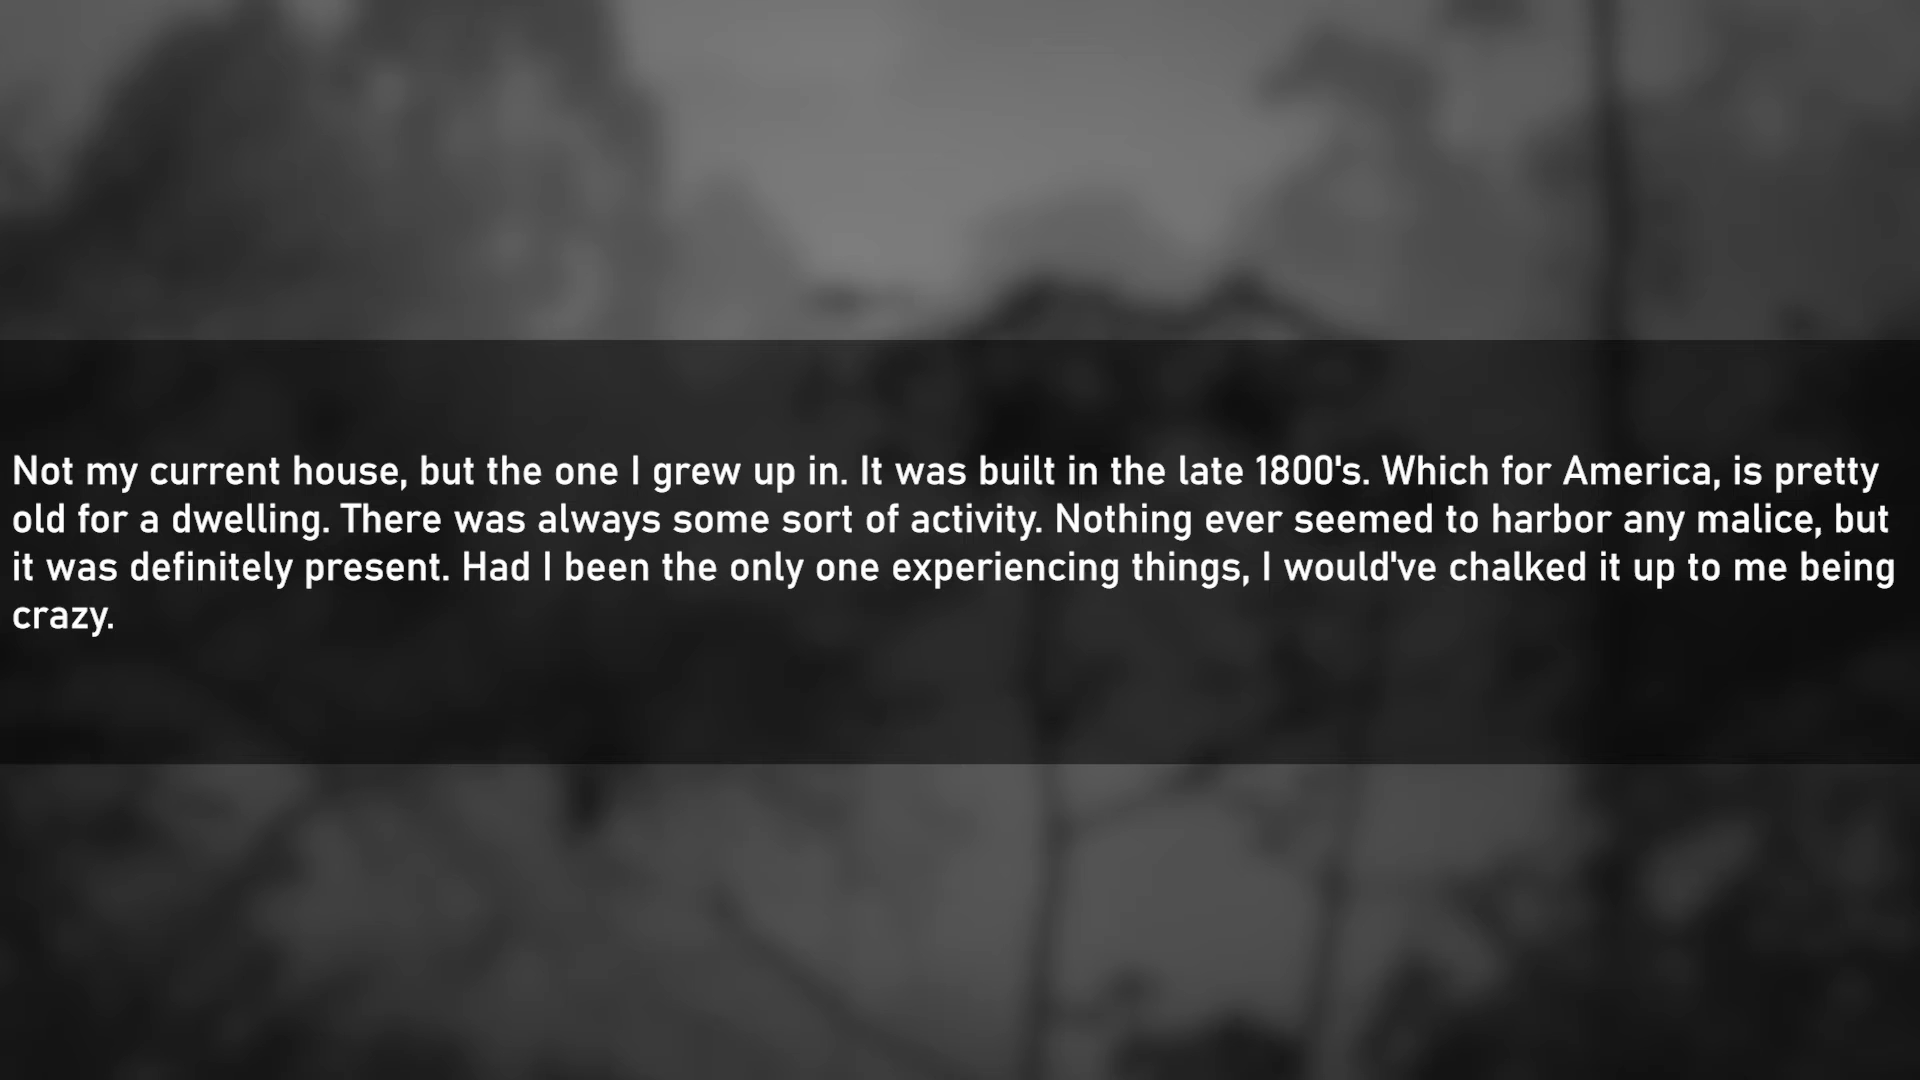 Not my current house, but the one I grew up in. It was built in the late 1800's. Which for America, is pretty
old for a dwelling. There was always some sort of activity. Nothing ever seemed to harbor any malice, but
it was definitely present. Had I been the only one experiencing things, I would've chalked it up to me being
crazy.